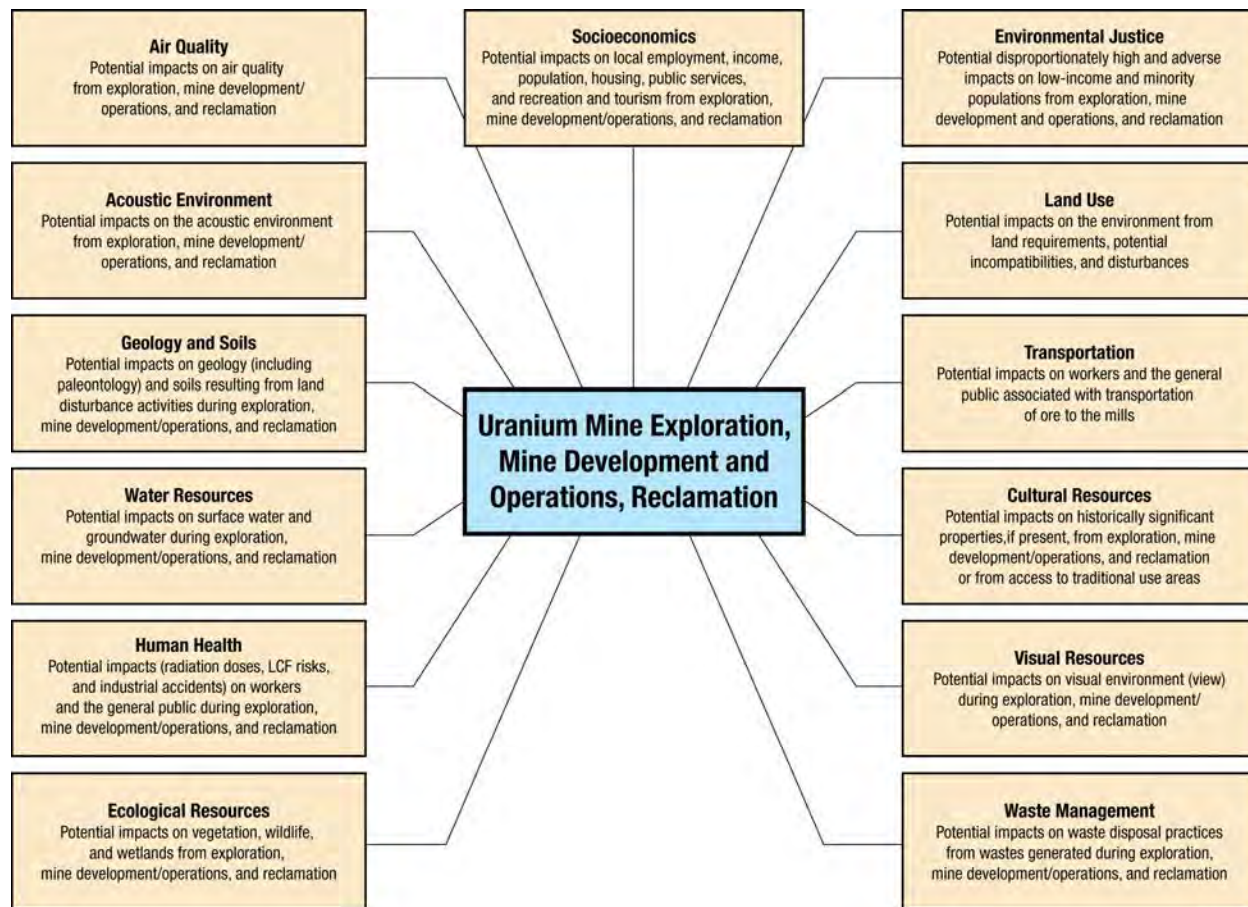 Air Quality
Potential impacts on air quality
from exploration, mine development/
operations, and reclamation
Acoustic Environment
Potential impacts on the acoustic environment
from exploration, mine development/
operations, and reclamation
Geology and Soils
Potential impacts on geology (including
paleontology) and soils resulting from land
disturbance activities during exploration,
mine development/operations, and reclamation
Water Resources
Potential impacts on surface water and
groundwater during exploration,
mine development/operations, and reclamation
Human Health
Potential impacts (radiation doses, LCF risks,
and industrial accidents) on workers
and the general public during exploration,
mine development/operations, and reclamation
Ecological Resources
Potential impacts on vegetation, wildlife,
and wetlands from exploration,
mine development/operations, and reclamation
Socioeconomics
Potential impacts on local employment, income,
population, housing, public services,
and recreation and tourism from exploration,
mine development/operations, and reclamation
Uranium Mine Exploration,
Mine Development and
Operations, Reclamation
Environmental Justice
Potential disproportionately high and adverse
impacts on low-income and minority
populations from exploration, mine
development and operations, and reclamation
Land Use
Potential impacts on the environment from
land requirements, potential
incompatibilities, and disturbances
Transportation
Potential impacts on workers and the general
public associated with transportation
of ore to the mills
Cultural Resources
Potential impacts on historically significant
properties,if present, from exploration, mine
development/operations, and reclamation
or from access to traditional use areas
Visual Resources
Potential impacts on visual environment (view)
during exploration, mine development/
operations, and reclamation
Waste Management
Potential impacts on waste disposal practices
from wastes generated during exploration,
mine development/operations, and reclamation